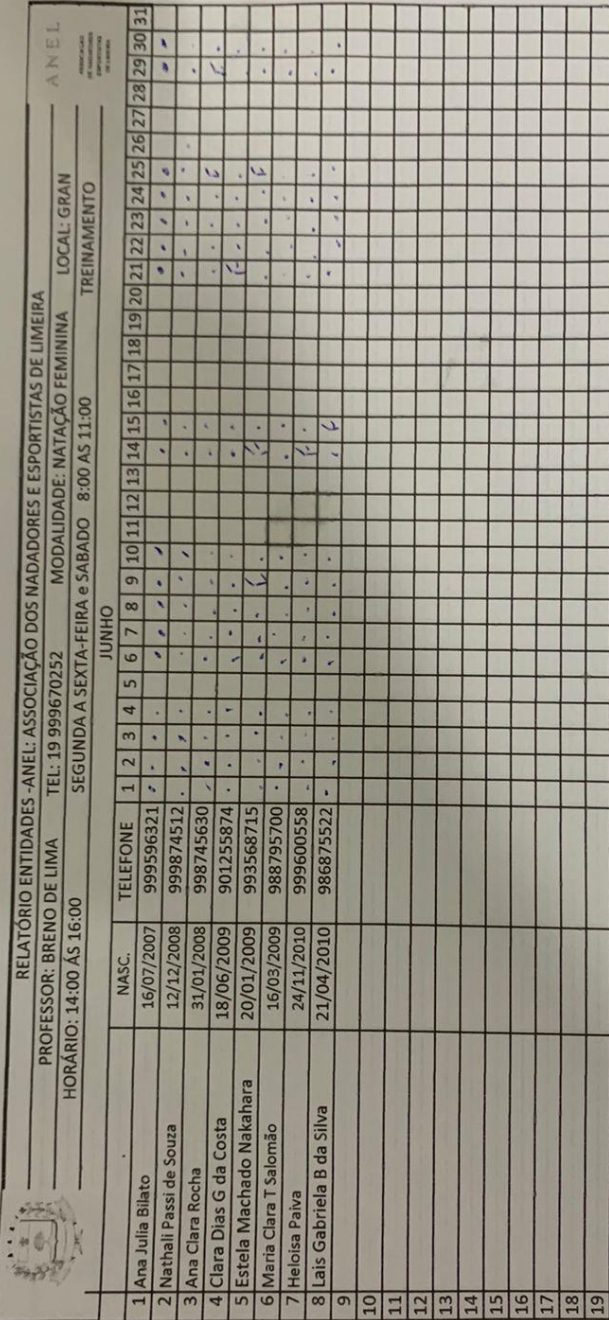 RELATÓRIO ENTIDADES -ANEL: ASSOCIAÇÃO DOS NADADORES E ESPORTISTAS DE LIMEIRA
ANEL
PROFESSOR: BRENO DE LIMA TEL: 19 999670252 MODALIDADE: NATAÇÃO FEMININA LOCAL: GRAN
HORÁRIO: 14:00 ÁS 16:00 SEGUNDA A SEXTA-FEIRA e SABADO 8:00 AS 11:00 TREINAMENTO
JUNHO
NASC. TELEFONE 1 2 3 4 5 6 7 8 9 10 11 12 13 14 15 16 17 18 19 20 21 22 23 24 25 26 27 28 29 30 31
1 Ana Julia Bilato 16/07/2007 999596321
2 Nathali Passi de Souza 12/12/2008 999874512
3 Ana Clara Rocha 31/01/2008 998745630
4 Clara Dias G da Costa 18/06/2009 901255874
5 Estela Machado Nakahara 20/01/2009 993568715
6 Maria Clara T Salomão 16/03/2009 988795700
7 Heloisa Paiva 24/11/2010 999600558
8 Lais Gabriela B da Silva 21/04/2010 986875522
9
10
11
12
13
14
15
16
17
18
19